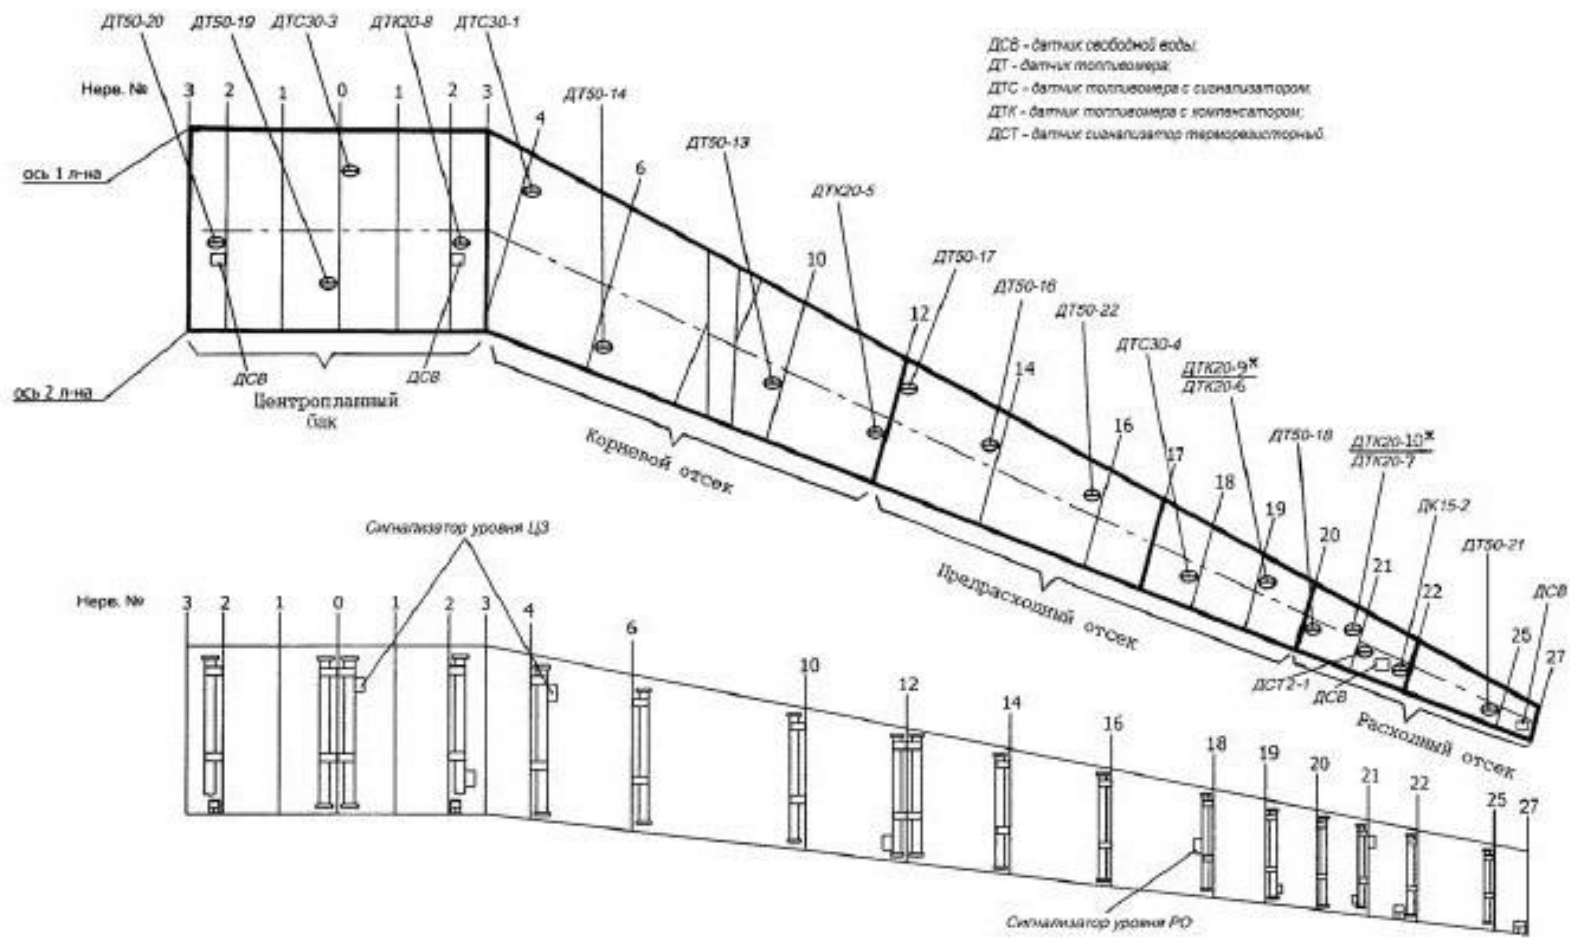 ДТ50-20 ДТ50-19 ДТС30-3 ДТК20-8 ДТС30-1
ДСВ - датчик свободной воды;
ДТ - датчик топливомера;
ДТС - датчик топливомера с сигнализатором;
ДТК - датчик топливомера с компенсатором;
ДСТ - датчик сигнализатор терморезисторный.
Нерв. № 3 2 1 0 1 2 3 4
ДТ50-14
6
ДТ50-13
ось 1 л-на
ДТК20-5
10
ДТ50-17
12
ДТ50-16
14
ДТ50-22
ДТС30-4
ДТК20-9*
ДТК20-6
ось 2 л-на
ДСВ ДСВ
Центропланный
бак
Корневой отсек
16
17
18
19
ДТ50-18
ДТК20-10*
ДТК20-7
20
21
22
ДК15-2
ДТ50-21
ДСВ
26
27
Предрасходный отсек
ДСТ2-1
ДСВ
Расходный отсек
Сигнализатор уровня ЦЗ
Нерв. № 3 2 1 0 1 2 3 4 6 10 12 14 16 18 19 20 21 22 25 27
Сигнализатор уровня РО